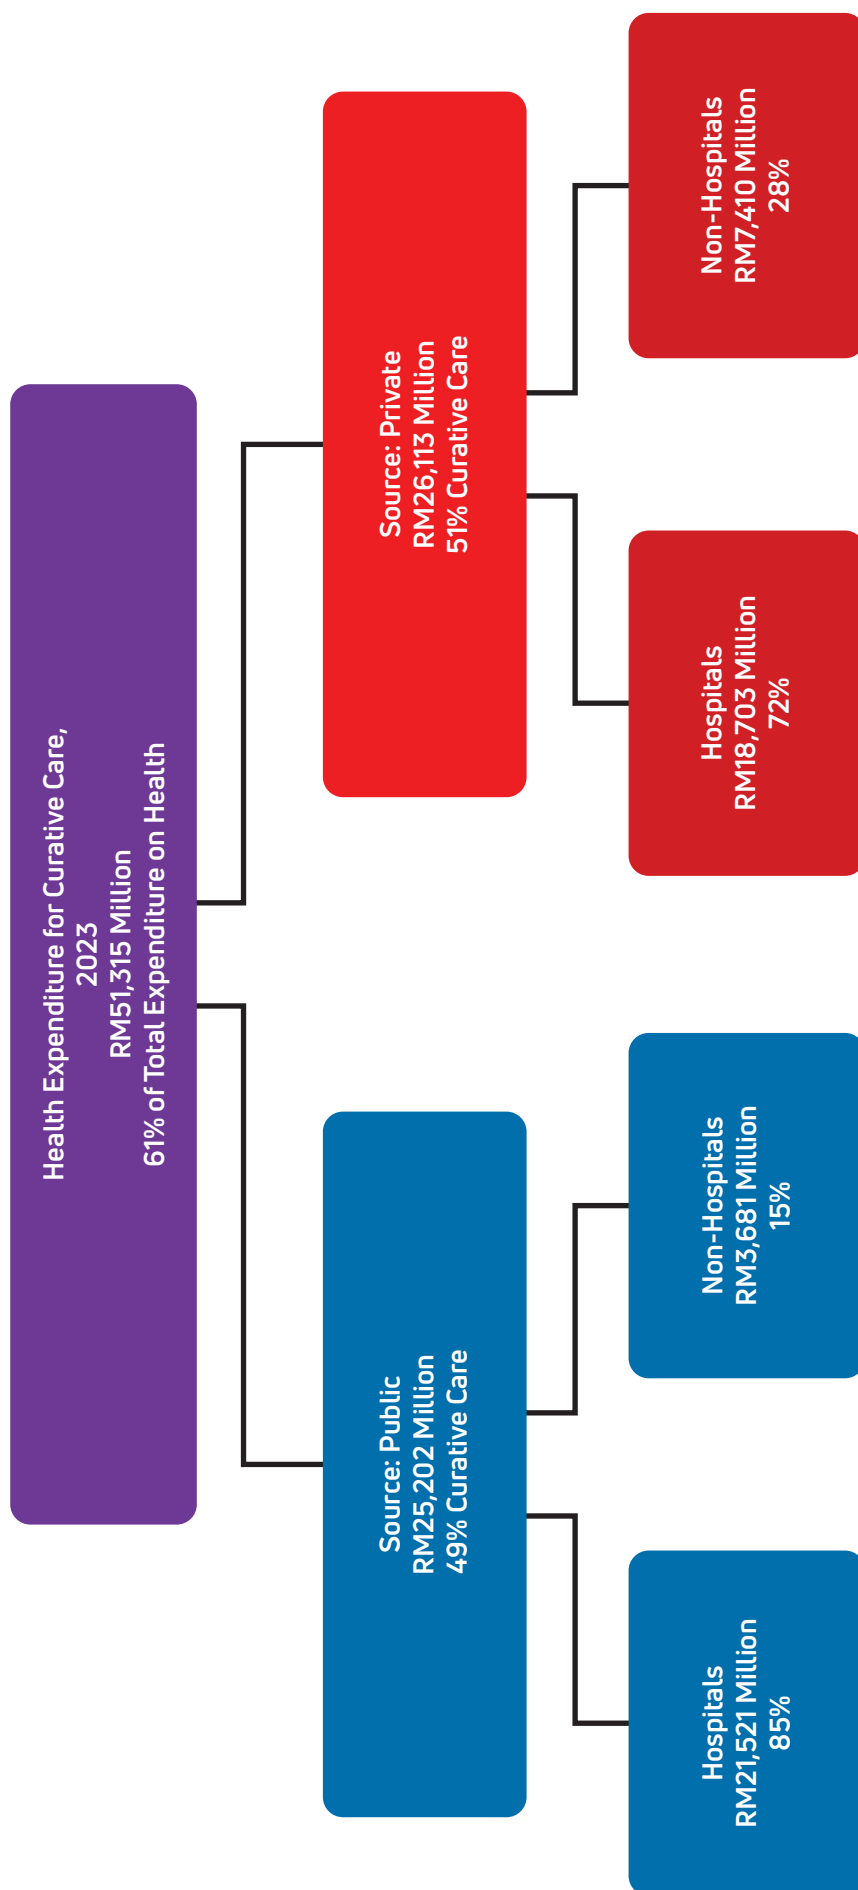 Health Expenditure for Curative Care,
2023
RM51,315 Million
61% of Total Expenditure on Health
Source: Public
RM25,202 Million
49% Curative Care
Source: Private
RM26,113 Million
51% Curative Care
Hospitals
RM21,521 Million
85%
Non-Hospitals
RM3,681 Million
15%
Hospitals
RM18,703 Million
72%
Non-Hospitals
RM7,410 Million
28%